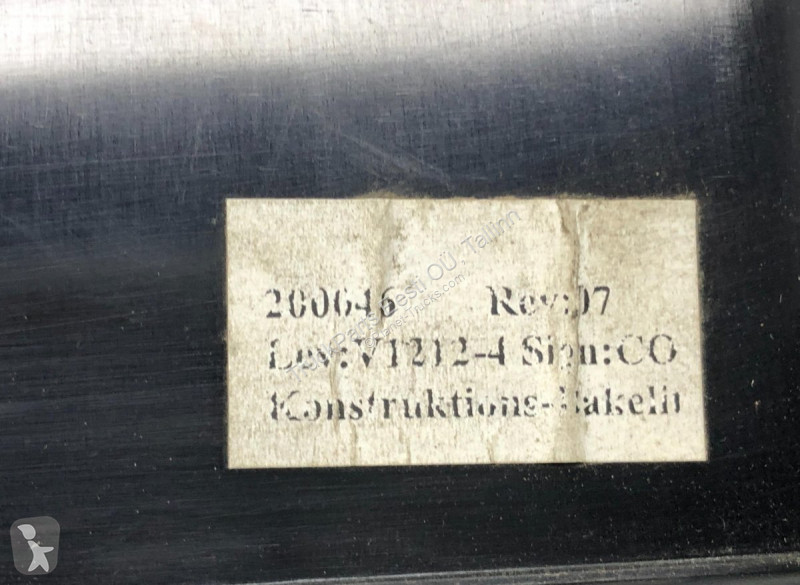 200646 Rev:07
Lev:V1212-4 Sign:CO
Konstruktions-Bakelit